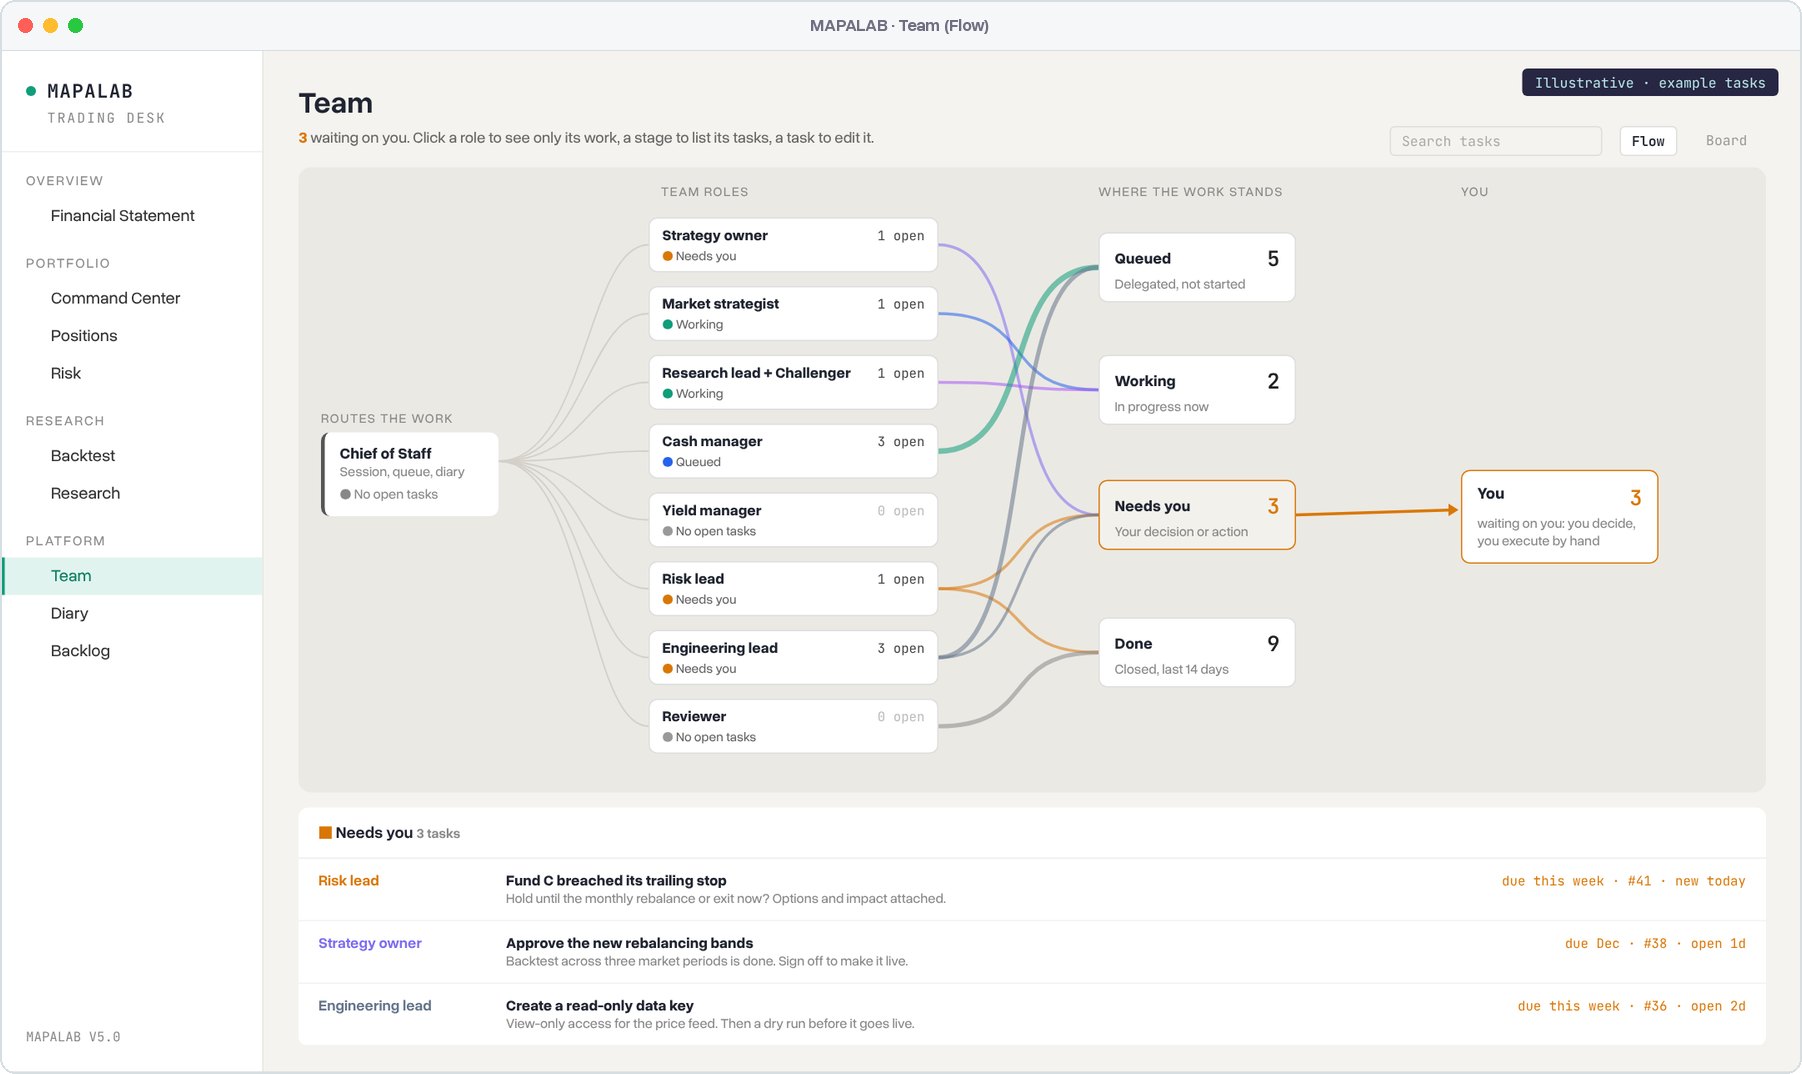 MAPALAB · Team (Flow)
MAPALAB
TRADING DESK
OVERVIEW
Financial Statement
PORTFOLIO
Command Center
Positions
Risk
RESEARCH
Backtest
Research
PLATFORM
Team
Diary
Backlog
MAPALAB V5.0
Illustrative · example tasks
Team
3 waiting on you. Click a role to see only its work, a stage to list its tasks, a task to edit it.
Search tasks
Flow
Board
ROUTES THE WORK
Chief of Staff
Session, queue, diary
No open tasks
TEAM ROLES
Strategy owner 1 open
Needs you
Market strategist 1 open
Working
Research lead + Challenger 1 open
Working
Cash manager 3 open
Queued
Yield manager 0 open
No open tasks
Risk lead 1 open
Needs you
Engineering lead 3 open
Needs you
Reviewer 0 open
No open tasks
WHERE THE WORK STANDS
Queued 5
Delegated, not started
Working 2
In progress now
Needs you 3
Your decision or action
Done 9
Closed, last 14 days
YOU
You 3
waiting on you: you decide,
you execute by hand
Needs you 3 tasks
Risk lead
Fund C breached its trailing stop
Hold until the monthly rebalance or exit now? Options and impact attached.
due this week · #41 · new today
Strategy owner
Approve the new rebalancing bands
Backtest across three market periods is done. Sign off to make it live.
due Dec · #38 · open 1d
Engineering lead
Create a read-only data key
View-only access for the price feed. Then a dry run before it goes live.
due this week · #36 · open 2d